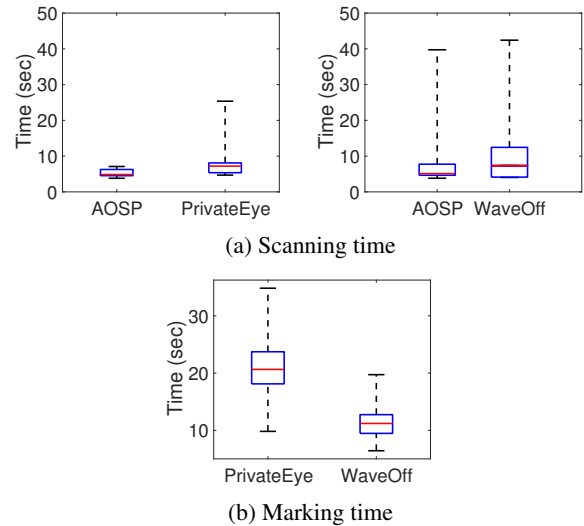 50
40
30
20
10
0
Time (sec)
AOSP PrivateEye
50
40
30
20
10
0
Time (sec)
AOSP WaveOff
(a) Scanning time
30
20
10
Time (sec)
PrivateEye WaveOff
(b) Marking time